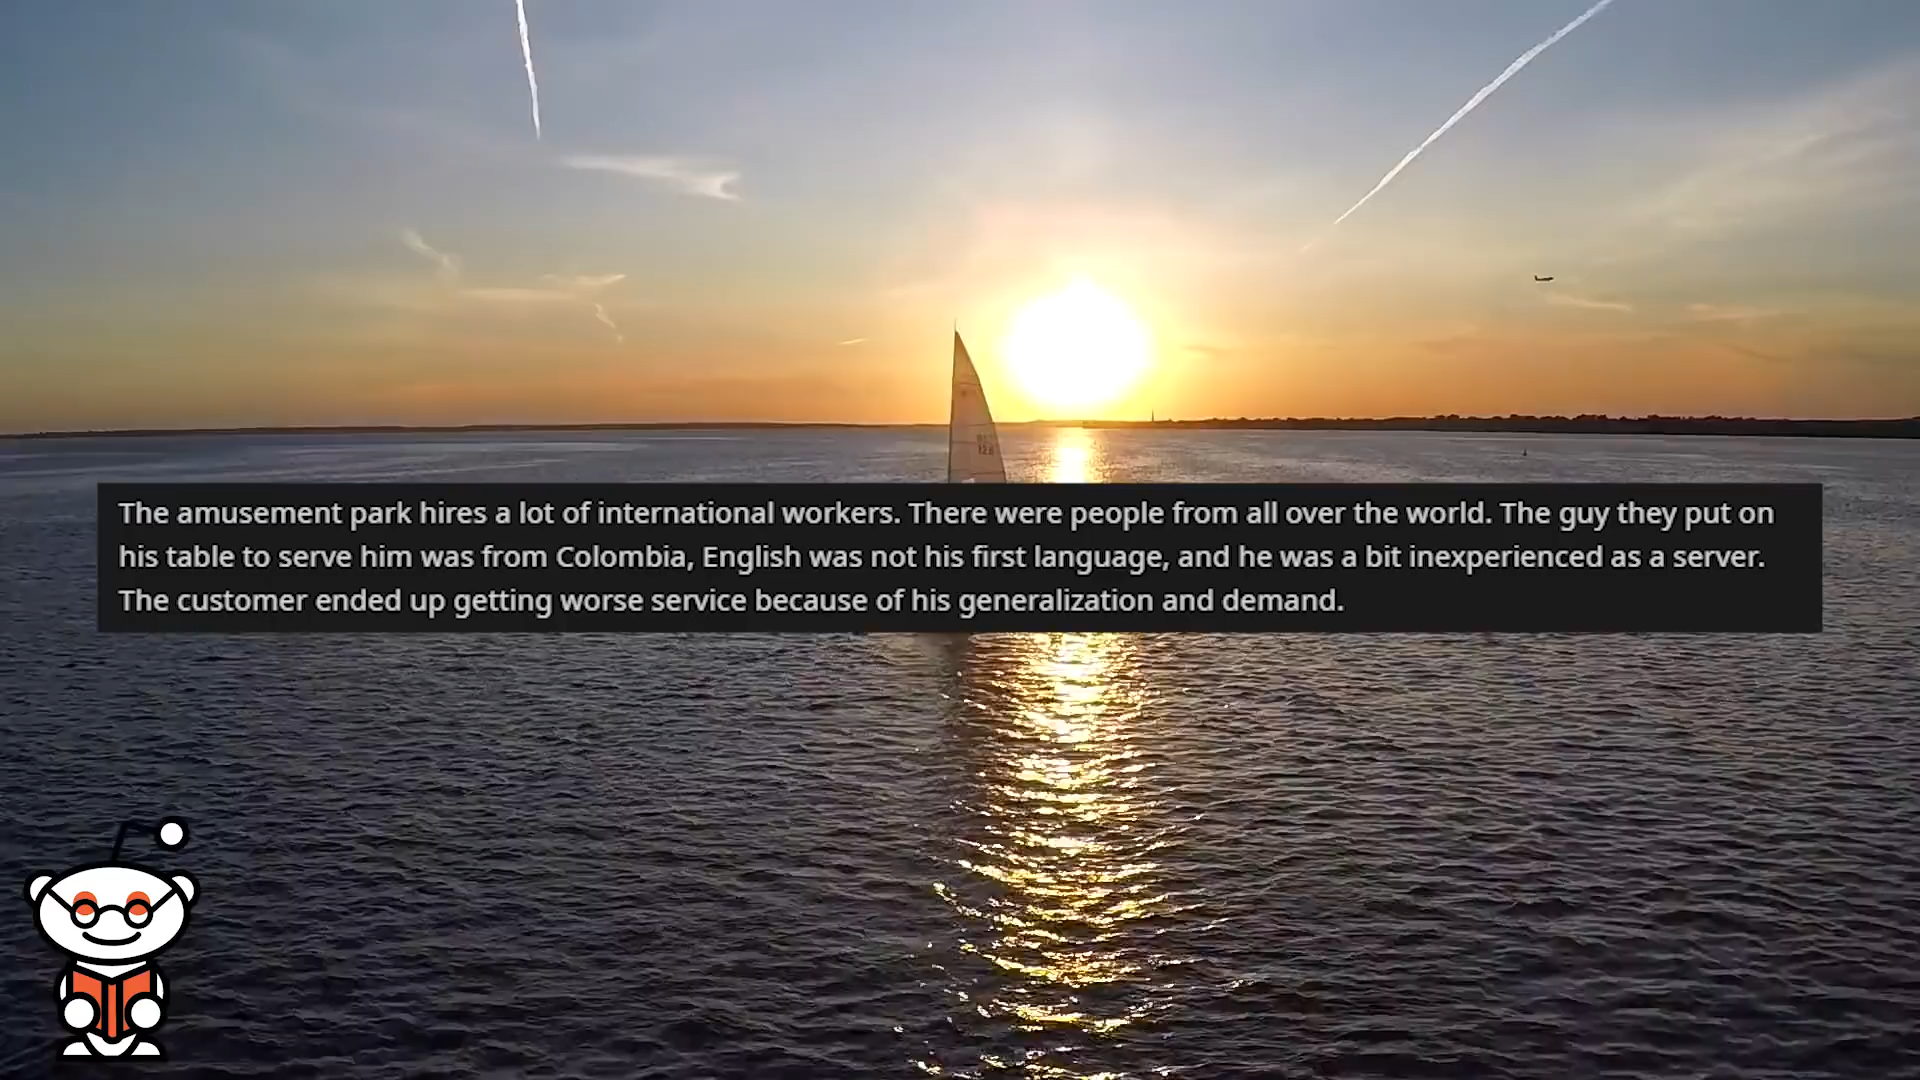 The amusement park hires a lot of international workers. There were people from all over the world. The guy they put on
his table to serve him was from Colombia, English was not his first language, and he was a bit inexperienced as a server.
The customer ended up getting worse service because of his generalization and demand.